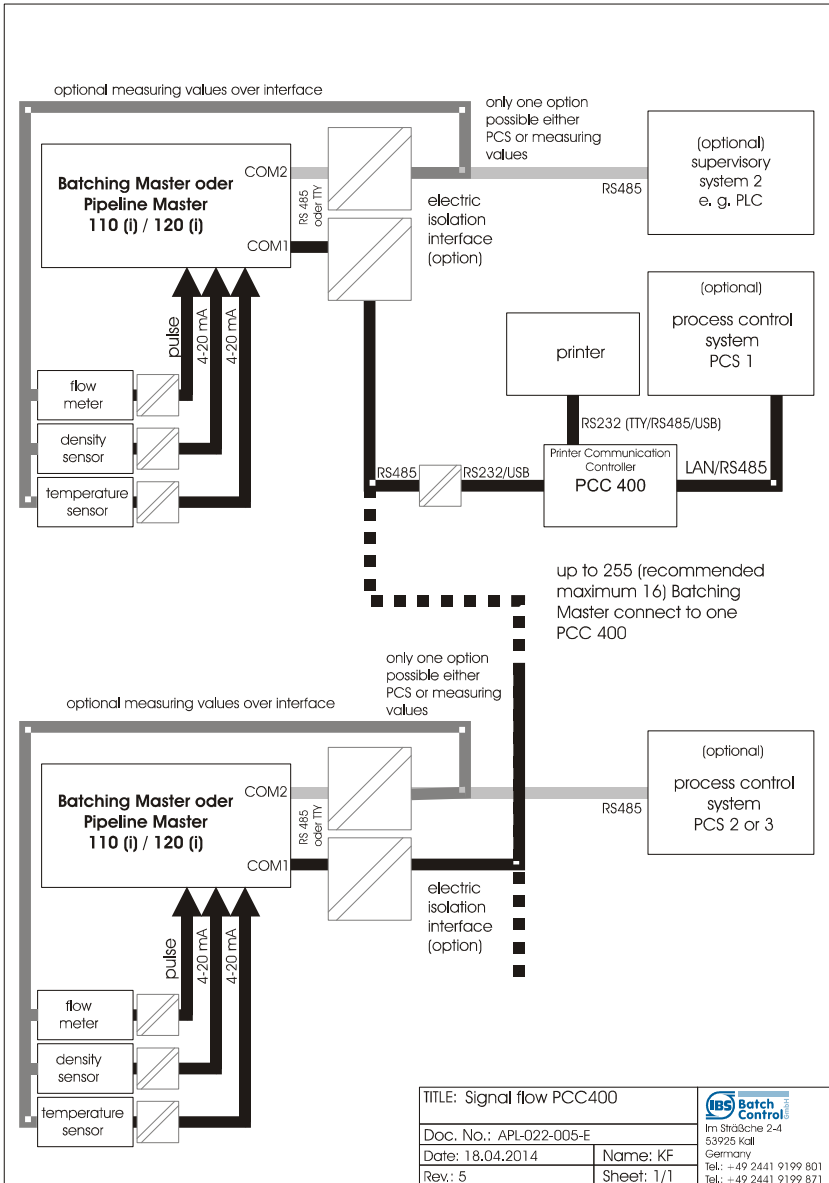 optional measuring values over interface
only one option
possible either
PCS or measuring
values
Batching Master oder
Pipeline Master
110 (i) / 120 (i)
COM2
COM1
RS 485
oder TTY
electric
isolation
interface
(option)
RS485
(optional)
supervisory
system 2
e. g. PLC
(optional)
process control
system
PCS 1
printer
RS232 (TTY/RS485/USB)
Printer Communication
Controller
PCC 400
LAN/RS485
RS485
RS232/USB
pulse
4-20 mA
4-20 mA
flow
meter
density
sensor
temperature
sensor
up to 255 (recommended
maximum 16) Batching
Master connect to one
PCC 400
only one option
possible either
PCS or measuring
values
optional measuring values over interface
Batching Master oder
Pipeline Master
110 (i) / 120 (i)
COM2
COM1
RS 485
oder TTY
electric
isolation
interface
(option)
RS485
(optional)
process control
system
PCS 2 or 3
pulse
4-20 mA
4-20 mA
flow
meter
density
sensor
temperature
sensor
TITLE: Signal flow PCC400
Doc. No.: APL-022-005-E
Date: 18.04.2014
Name: KF
Rev.: 5
Sheet: 1/1
IBS Batch
Control GmbH
Im Sträßche 2-4
53925 Kall
Germany
Tel.: +49 2441 9199 801
Tel.: +49 2441 9199 871